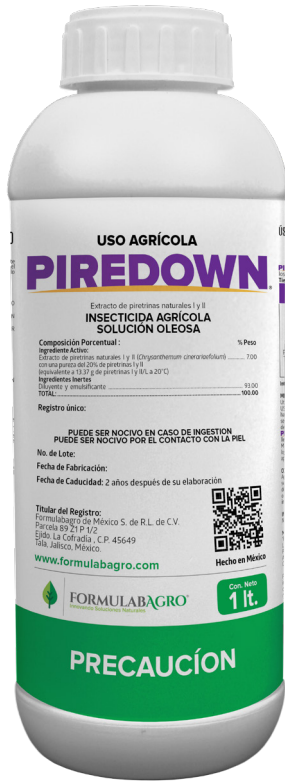 USO AGRÍCOLA
PIREDOWN
Extracto de piretrinas naturales I y II
INSECTICIDA AGRÍCOLA
SOLUCIÓN OLEOSA
Composición Porcentual : % Peso
Ingrediente Activo:
Extracto de piretrinas naturales I y II (Chrysanthemum cinerariaefolium) ........... 7.00
con una pureza del 20% de piretrinas I y II
(equivalente a 13.37 g de piretrinas I y II/L a 20°C)
Ingredientes Inertes
Diluyente y emulsificante ........ 93.00
TOTAL: ........ 100.00
Registro único:
PUEDE SER NOCIVO EN CASO DE INGESTION
PUEDE SER NOCIVO POR EL CONTACTO CON LA PIEL
No. de Lote:
Fecha de Fabricación:
Fecha de Caducidad: 2 años después de su elaboración
Titular del Registro:
Formulabagro de México S. de R.L. de C.V.
Parcela 89 Z1 P 1/2
Ejido. La Cofradia , C.P. 45649
Tala, Jalisco, México.
www.formulabagro.com
Hecho en México
FORMULABAGRO®
Innovando Soluciones Naturales
Con. Neto
1 lt.
PRECAUCÍON